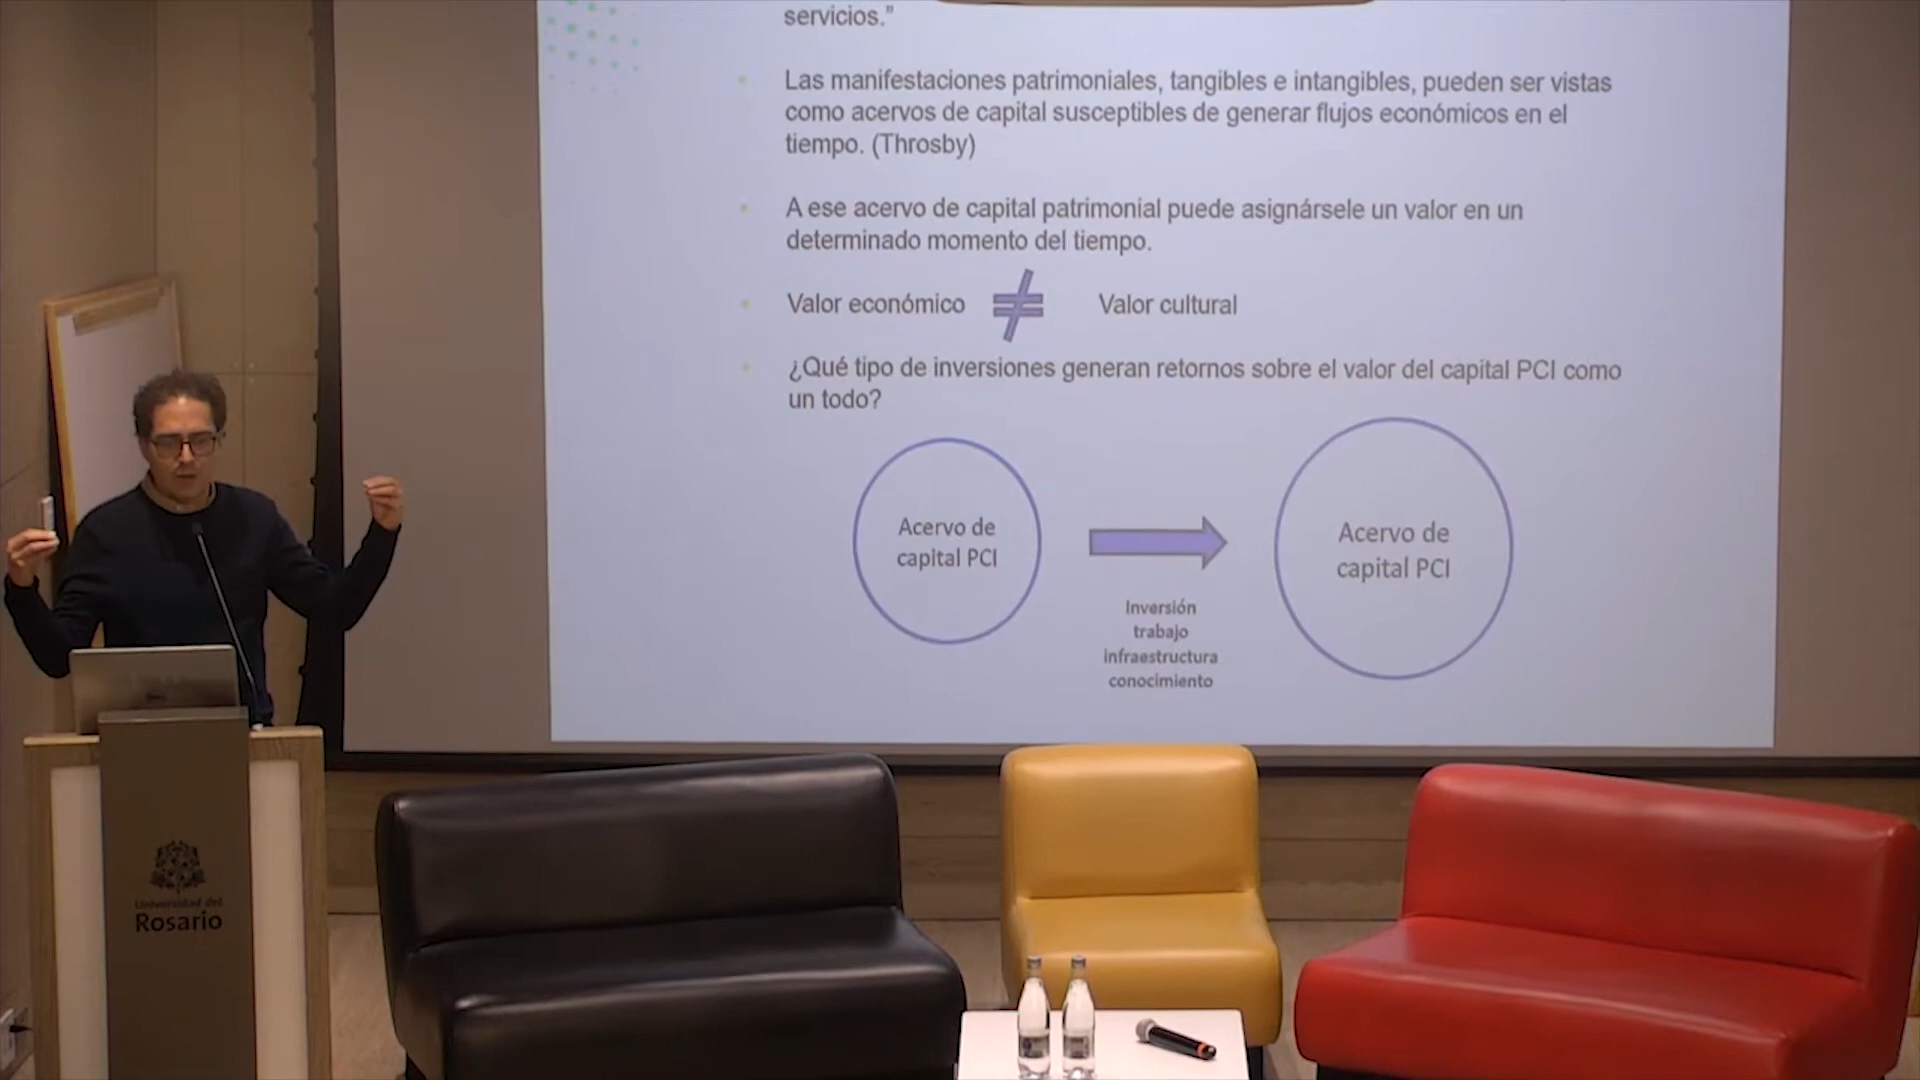 servicios."
Las manifestaciones patrimoniales, tangibles e intangibles, pueden ser vistas
como acervos de capital susceptibles de generar flujos económicos en el
tiempo. (Throsby)
A ese acervo de capital patrimonial puede asignársele un valor en un
determinado momento del tiempo.
Valor económico ≠ Valor cultural
¿Qué tipo de inversiones generan retornos sobre el valor del capital PCI como
un todo?
Acervo de
capital PCI
Inversión
trabajo
infraestructura
conocimiento
Acervo de
capital PCI
Universidad del
Rosario